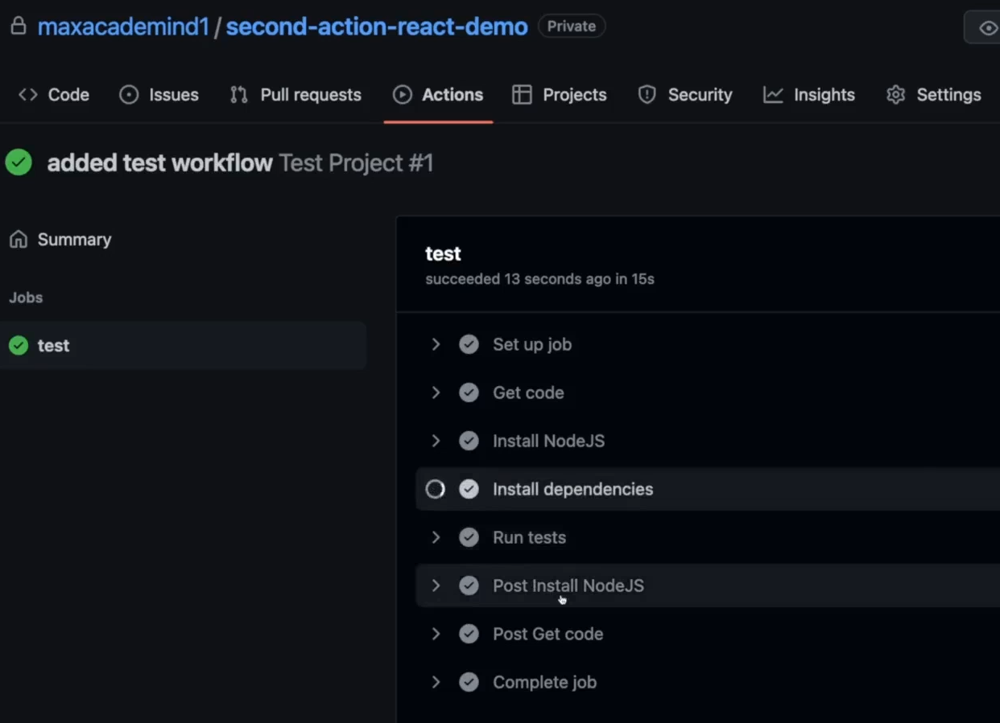 maxacademind1 / second-action-react-demo Private
Code Issues Pull requests Actions Projects Security Insights Settings
added test workflow Test Project #1
Summary
Jobs
test
test
succeeded 13 seconds ago in 15s
Set up job
Get code
Install NodeJS
Install dependencies
Run tests
Post Install NodeJS
Post Get code
Complete job